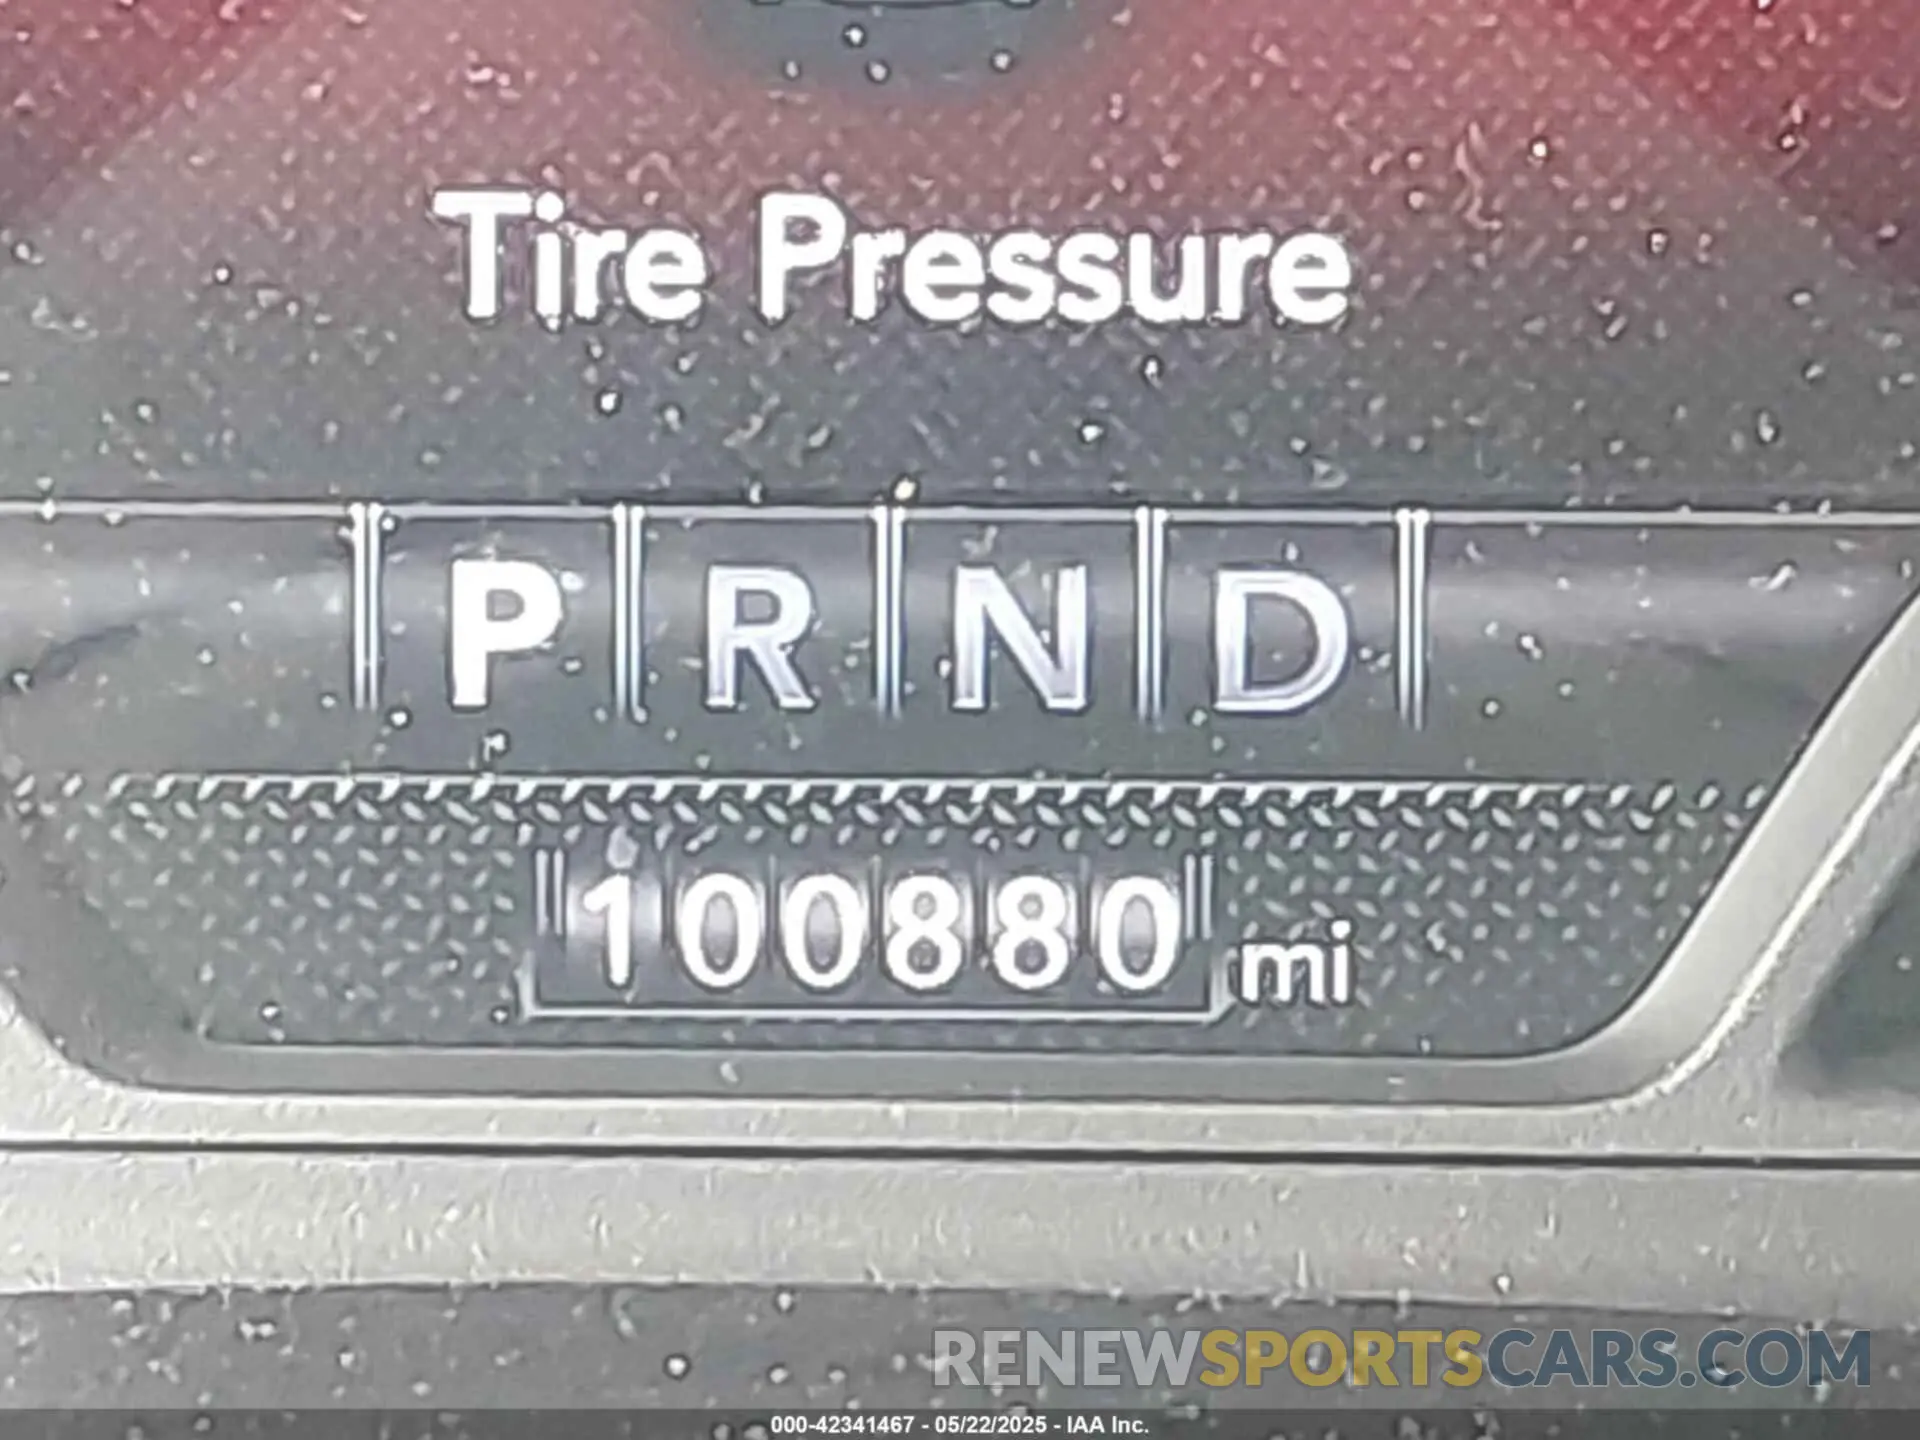 Tire Pressure
P R N D
100880 mi
RENEWSPORTSCARS.COM
000-42341467 - 05/22/2025 - IAA Inc.